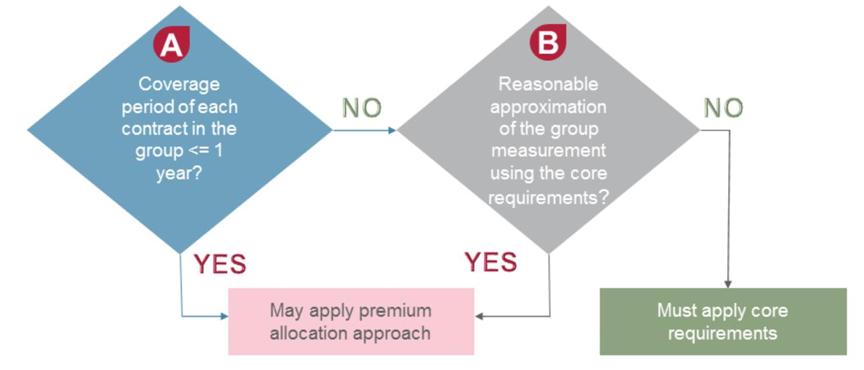 A
Coverage
period of each
contract in the
group <= 1
year?
NO
B
Reasonable
approximation
of the group
measurement
using the core
requirements?
NO
YES
YES
May apply premium
allocation approach
Must apply core
requirements